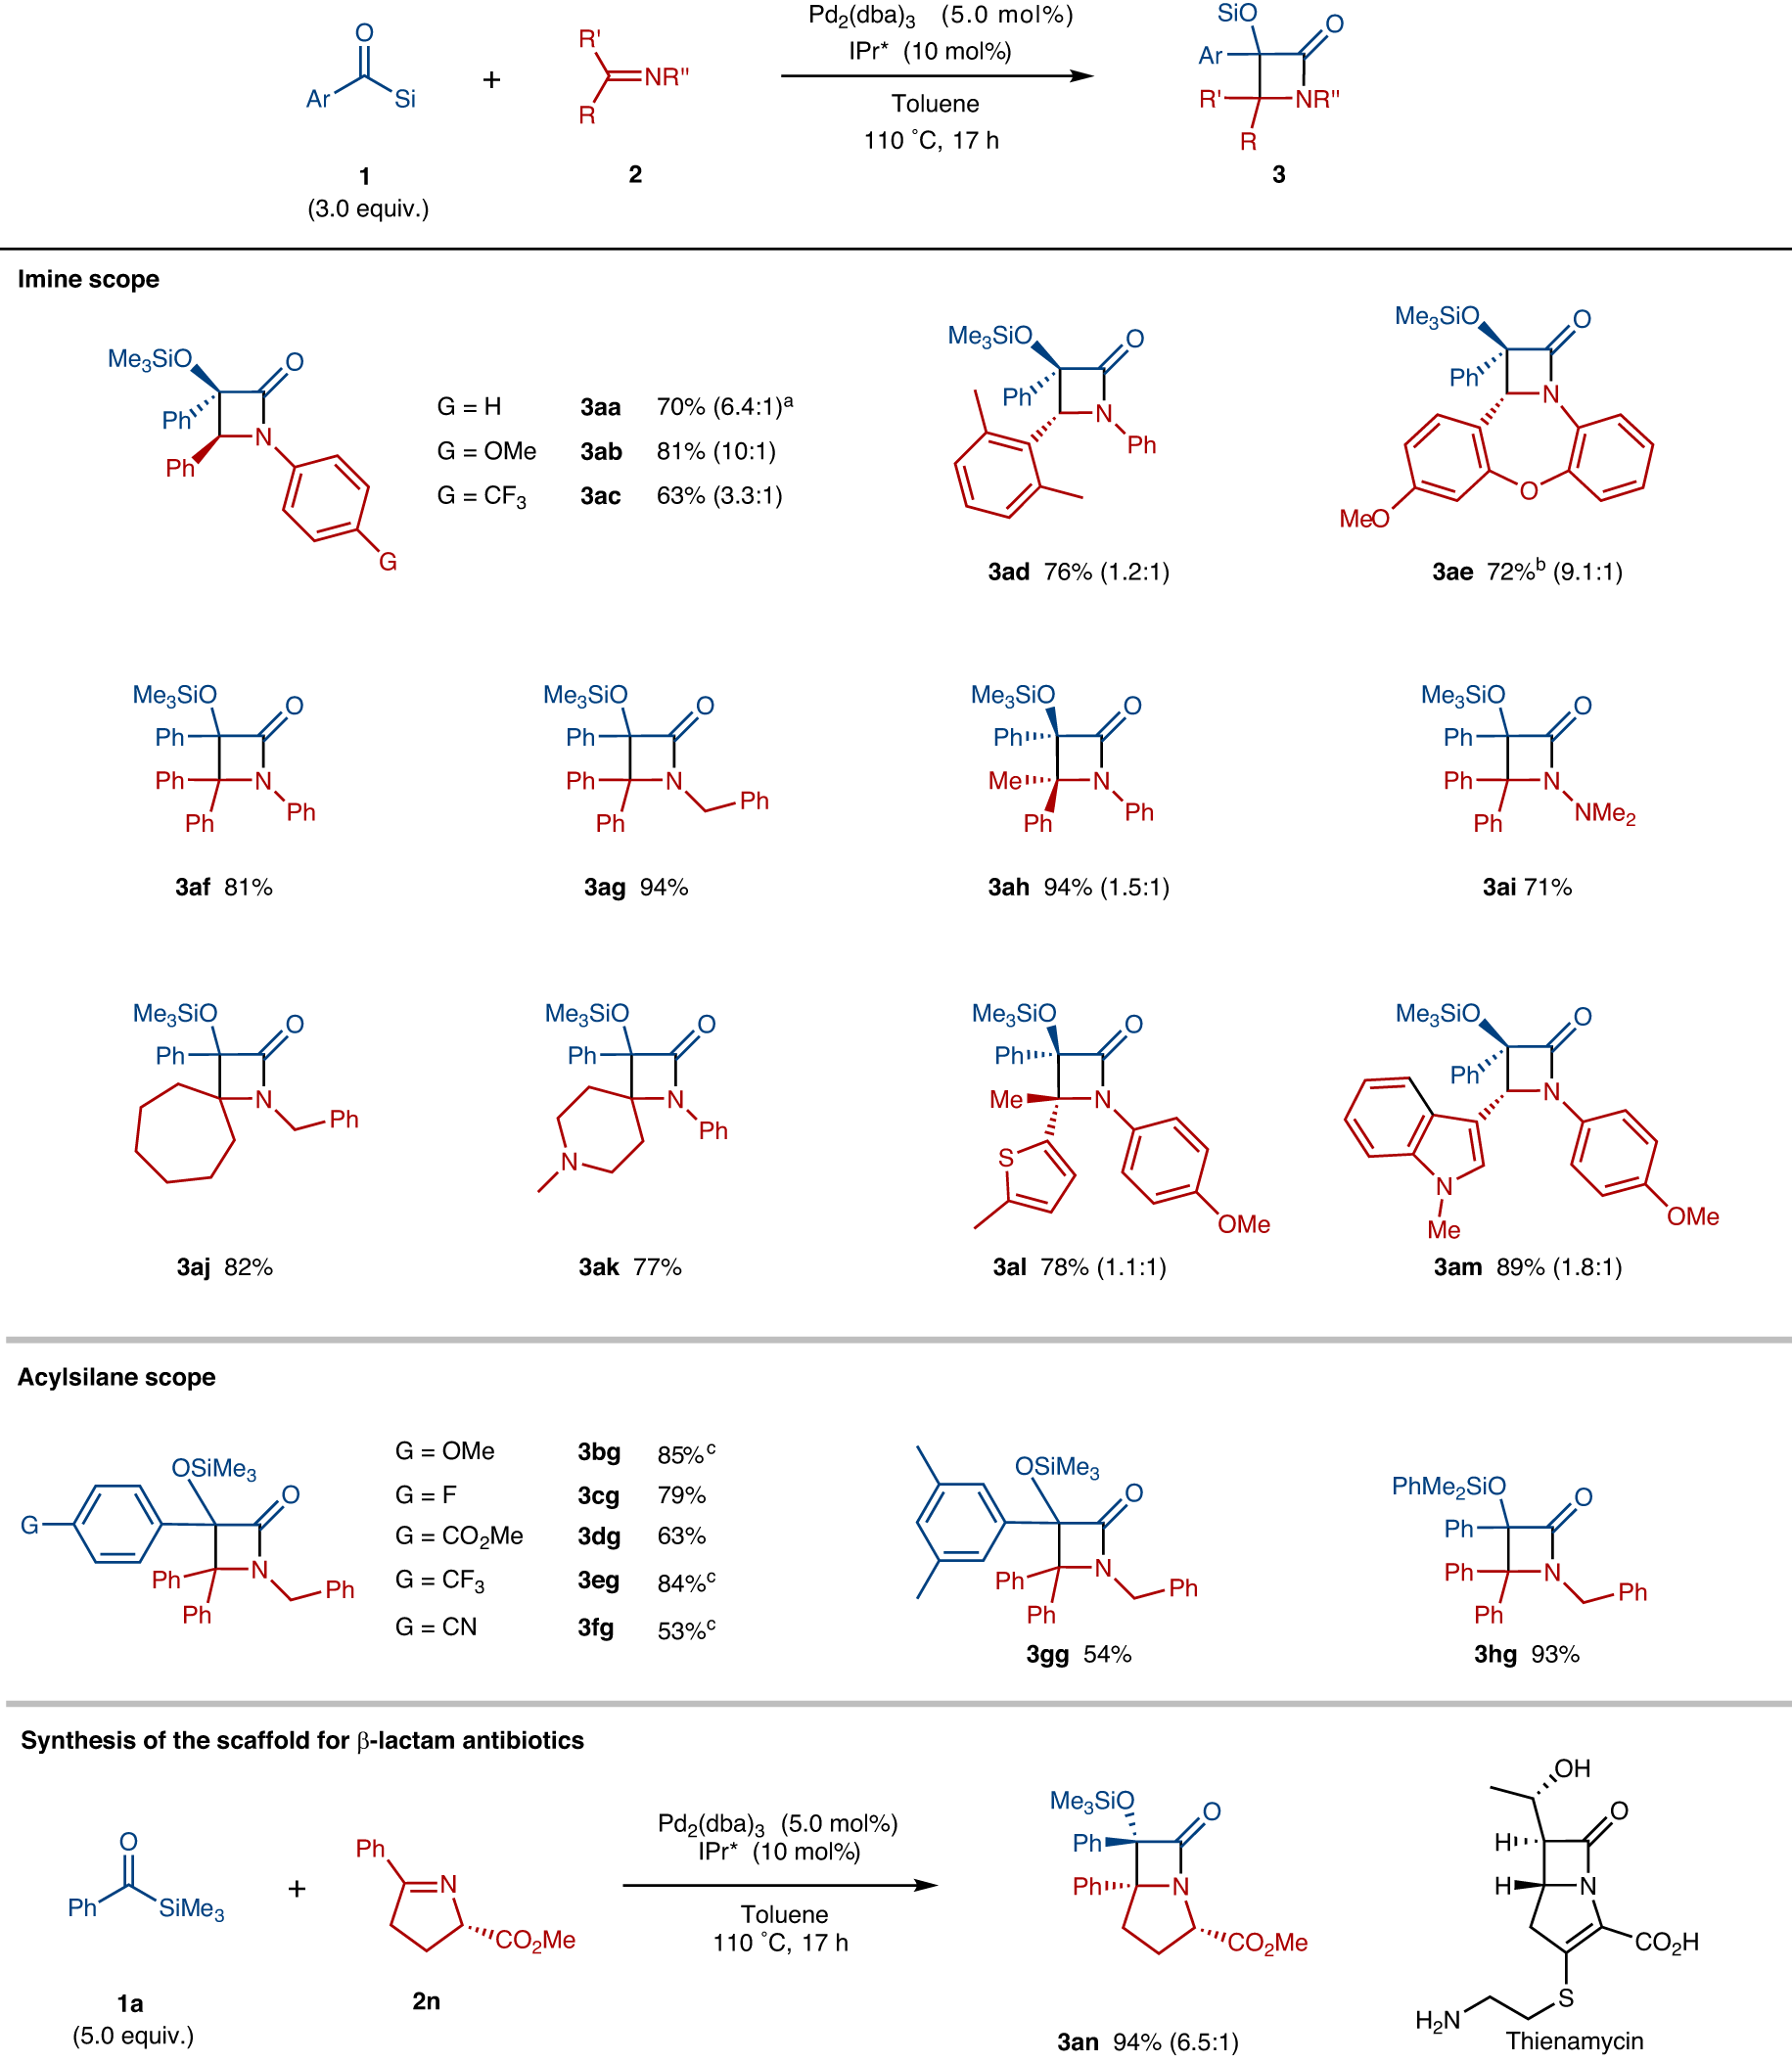 Pd2(dba)3 (5.0 mol%)
IPr* (10 mol%)
Toluene
110 ˚C, 17 h
O
Ar
Si
+
R'
NR"
R
SiO
O
Ar
R'
NR"
R
1
(3.0 equiv.)
2
3
Imine scope
Me3SiO
O
Ph
N
Ph
G
G = H 3aa 70% (6.4:1)a
G = OMe 3ab 81% (10:1)
G = CF3 3ac 63% (3.3:1)
Me3SiO
O
Ph
N
Ph
3ad 76% (1.2:1)
Me3SiO
O
Ph
N
O
MeO
3ae 72%b (9.1:1)
Me3SiO
O
Ph
Ph
N
Ph
Ph
3af 81%
Me3SiO
O
Ph
Ph
N
Ph
Ph
3ag 94%
Me3SiO
O
Ph
Me
N
Ph
Ph
3ah 94% (1.5:1)
Me3SiO
O
Ph
Ph
N
Ph
NMe2
3ai 71%
Me3SiO
O
Ph
N
Ph
3aj 82%
Me3SiO
O
Ph
N
Ph
N
3ak 77%
Me3SiO
O
Ph
Me
N
S
OMe
3al 78% (1.1:1)
Me3SiO
O
Ph
N
N
Me
OMe
3am 89% (1.8:1)
Acylsilane scope
OSiMe3
O
G
Ph
N
Ph
Ph
G = OMe 3bg 85%c
G = F 3cg 79%
G = CO2Me 3dg 63%
G = CF3 3eg 84%c
G = CN 3fg 53%c
OSiMe3
O
Ph
N
Ph
Ph
3gg 54%
PhMe2SiO
O
Ph
Ph
N
Ph
Ph
3hg 93%
Synthesis of the scaffold for β-lactam antibiotics
O
Ph
SiMe3
1a
(5.0 equiv.)
+
Ph
N
CO2Me
2n
Pd2(dba)3 (5.0 mol%)
IPr* (10 mol%)
Toluene
110 ˚C, 17 h
Me3SiO
O
Ph
Ph
N
CO2Me
3an 94% (6.5:1)
OH
O
H
H
N
CO2H
S
H2N
Thienamycin